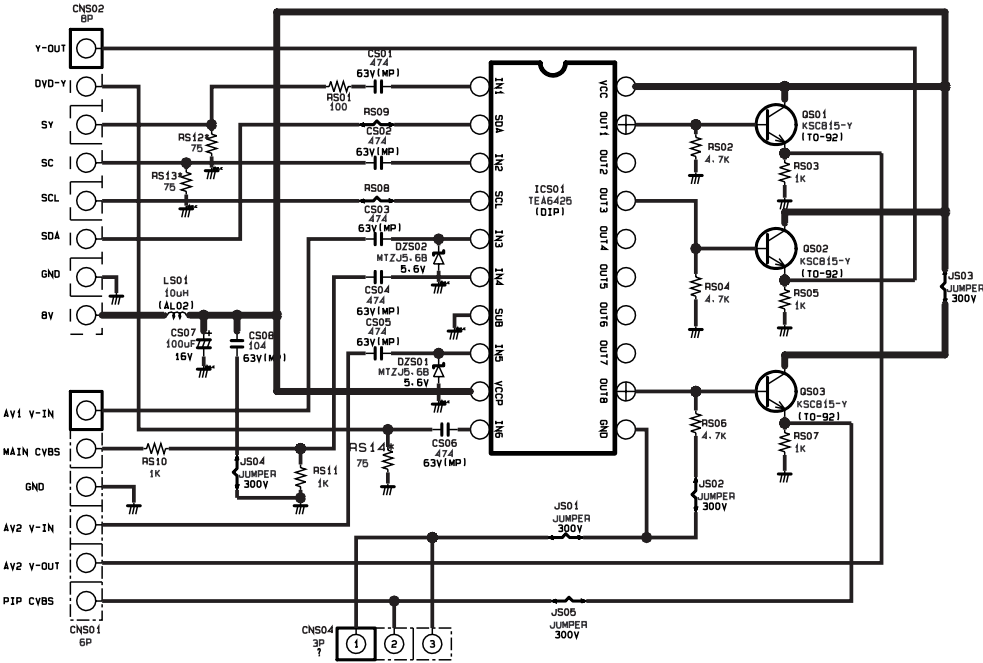 CNS02
8P
Y-OUT
DVD-Y
SY
SC
SCL
SDA
GND
8V
RS12*
75
RS13*
75
LS01
10uH
(AL02)
CS07
100uF
16V
+
CS08
104
63V(MP)
CS01
474
63V(MP)
RS01
100
RS09
CS02
474
63V(MP)
RS08
CS03
474
63V(MP)
DZS02
MTZJ5.6B
5.6V
CS04
474
63V(MP)
CS05
474
63V(MP)
DZS01
MTZJ5.6B
5.6V
CS06
474
63V(MP)
RS14*
75
IN1
SDA
IN2
SCL
IN3
IN4
SUB
IN5
VCCP
IN6
ICS01
TEA6425
(DIP)
VCC
OUT1
OUT2
OUT3
OUT4
OUT5
OUT6
OUT7
OUT8
GND
RS02
4.7K
QS01
KSC815-Y
(TO-92)
RS03
1K
RS04
4.7K
QS02
KSC815-Y
(TO-92)
RS05
1K
JS03
JUMPER
300V
RS06
4.7K
QS03
KSC815-Y
(TO-92)
RS07
1K
JS02
JUMPER
300V
AV1 V-IN
MAIN CVBS
GND
AV2 V-IN
AV2 V-OUT
PIP CVBS
CNS01
6P
RS10
1K
JS04
JUMPER
300V
RS11
1K
JS01
JUMPER
300V
JS05
JUMPER
300V
CNS04
3P
?
1
2
3